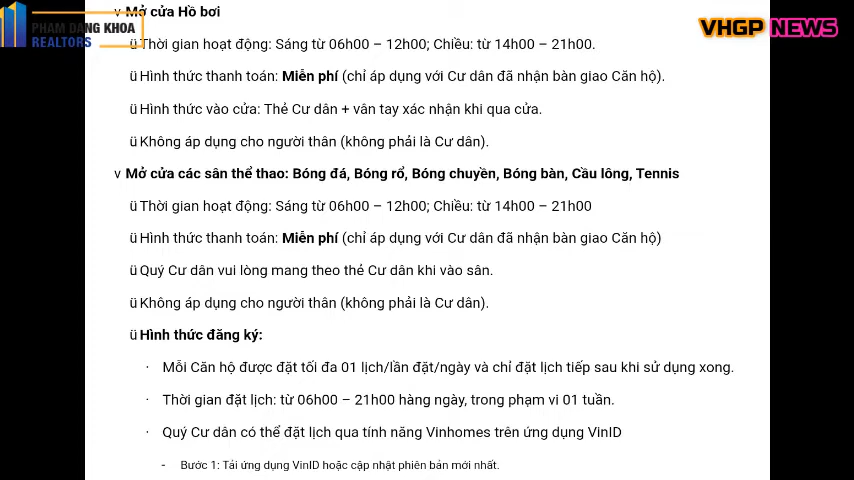 v Mở cửa Hồ bơi
PHAM DANG KHOA
REALTORS
VHGP NEWS
ü Thời gian hoạt động: Sáng từ 06h00 – 12h00; Chiều: từ 14h00 – 21h00.
ü Hình thức thanh toán: Miễn phí (chỉ áp dụng với Cư dân đã nhận bàn giao Căn hộ).
ü Hình thức vào cửa: Thẻ Cư dân + vân tay xác nhận khi qua cửa.
ü Không áp dụng cho người thân (không phải là Cư dân).
v Mở cửa các sân thể thao: Bóng đá, Bóng rổ, Bóng chuyền, Bóng bàn, Cầu lông, Tennis
ü Thời gian hoạt động: Sáng từ 06h00 – 12h00; Chiều: từ 14h00 – 21h00
ü Hình thức thanh toán: Miễn phí (chỉ áp dụng với Cư dân đã nhận bàn giao Căn hộ)
ü Quý Cư dân vui lòng mang theo thẻ Cư dân khi vào sân.
ü Không áp dụng cho người thân (không phải là Cư dân).
ü Hình thức đăng ký:
· Mỗi Căn hộ được đặt tối đa 01 lịch/lần đặt/ngày và chỉ đặt lịch tiếp sau khi sử dụng xong.
· Thời gian đặt lịch: từ 06h00 – 21h00 hàng ngày, trong phạm vi 01 tuần.
· Quý Cư dân có thể đặt lịch qua tính năng Vinhomes trên ứng dụng VinID
- Bước 1: Tải ứng dụng VinID hoặc cập nhật phiên bản mới nhất.